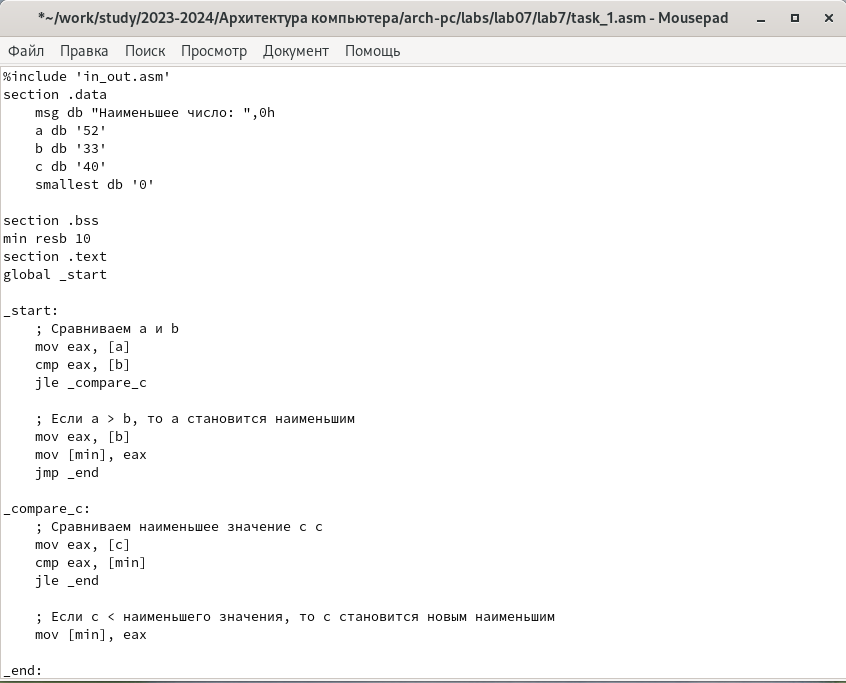 *~/work/study/2023-2024/Архитектура компьютера/arch-pc/labs/lab07/lab7/task_1.asm - Mousepad
Файл Правка Поиск Просмотр Документ Помощь
%include 'in_out.asm'
section .data
    msg db "Наименьшее число: ",0h
    a db '52'
    b db '33'
    c db '40'
    smallest db '0'

section .bss
min resb 10
section .text
global _start

_start:
    ; Сравниваем a и b
    mov eax, [a]
    cmp eax, [b]
    jle _compare_c

    ; Если a > b, то a становится наименьшим
    mov eax, [b]
    mov [min], eax
    jmp _end

_compare_c:
    ; Сравниваем наименьшее значение с c
    mov eax, [c]
    cmp eax, [min]
    jle _end

    ; Если c < наименьшего значения, то c становится новым наименьшим
    mov [min], eax

_end: